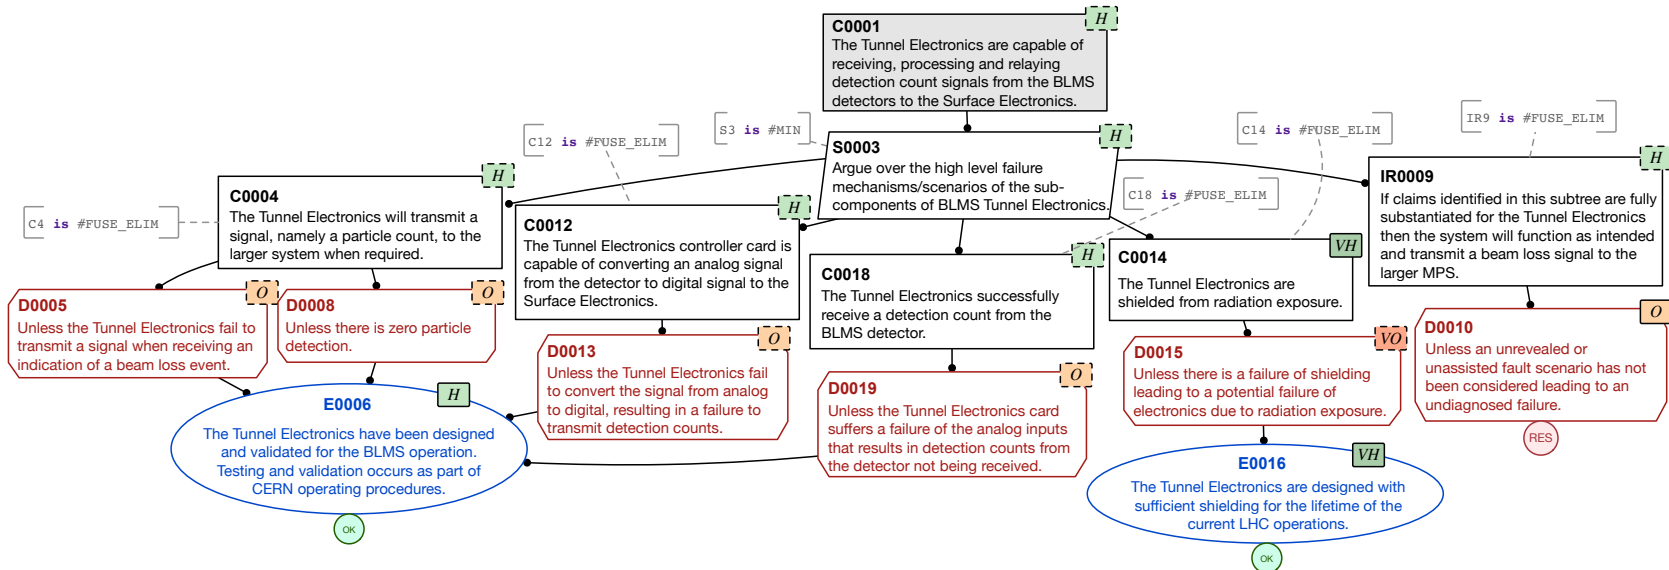 H
C0001
The Tunnel Electronics are capable of
receiving, processing and relaying
detection count signals from the BLMS
detectors to the Surface Electronics.
C12 is #FUSE_ELIM
S3 is #MIN
C14 is #FUSE_ELIM
IR9 is #FUSE_ELIM
H
S0003
Argue over the high level failure
mechanisms/scenarios of the sub-
components of BLMS Tunnel Electronics.
C4 is #FUSE_ELIM
H
C0004
The Tunnel Electronics will transmit a
signal, namely a particle count, to the
larger system when required.
H
C0012
The Tunnel Electronics controller card is
capable of converting an analog signal
from the detector to digital signal to the
Surface Electronics.
C18 is #PUSE_ELIM
H
C0018
The Tunnel Electronics successfully
receive a detection count from the
BLMS detector.
VH
C0014
The Tunnel Electronics are
shielded from radiation exposure.
H
IR0009
If claims identified in this subtree are fully
substantiated for the Tunnel Electronics
then the system will function as intended
and transmit a beam loss signal to the
larger MPS.
O
D0005
Unless the Tunnel Electronics fail to
transmit a signal when receiving an
indication of a beam loss event.
O
D0008
Unless there is zero particle
detection.
O
D0013
Unless the Tunnel Electronics fail
to convert the signal from analog
to digital, resulting in a failure to
transmit detection counts.
O
D0019
Unless the Tunnel Electronics card
suffers a failure of the analog inputs
that results in detection counts from
the detector not being received.
VO
D0015
Unless there is a failure of shielding
leading to a potential failure of
electronics due to radiation exposure.
O
D0010
Unless an unrevealed or
unassisted fault scenario has not
been considered leading to an
undiagnosed failure.
RES
H
E0006
The Tunnel Electronics have been designed
and validated for the BLMS operation.
Testing and validation occurs as part of
CERN operating procedures.
OK
VH
E0016
The Tunnel Electronics are designed with
sufficient shielding for the lifetime of the
current LHC operations.
OK